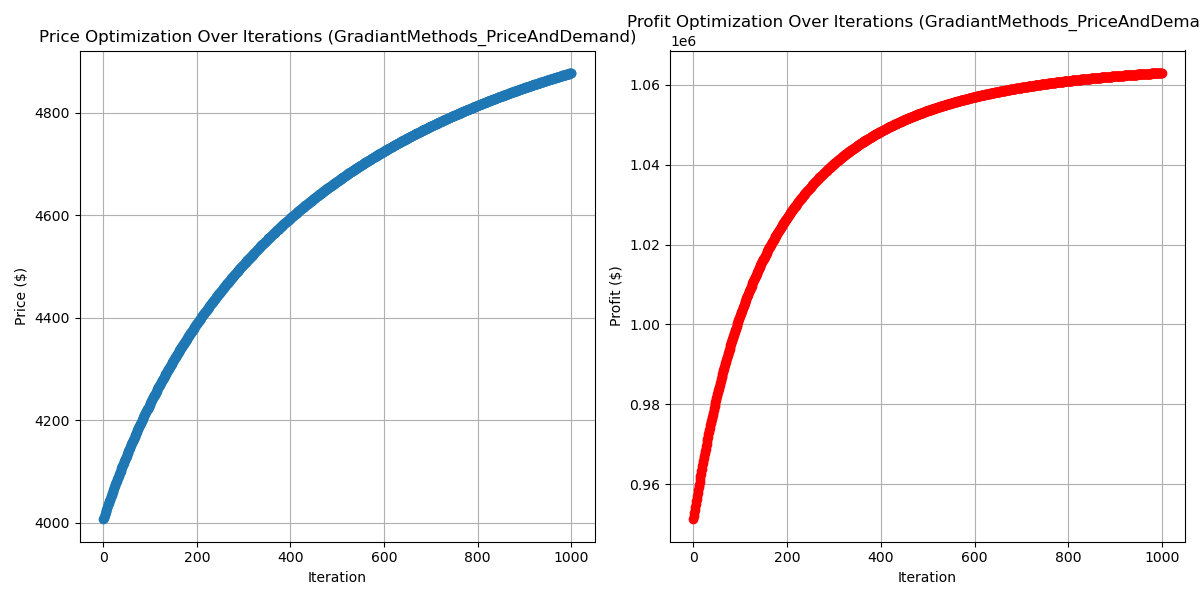 Price Optimization Over Iterations (GradiantMethods_PriceAndDemand)
4800
4600
4400
4200
4000
Price ($)
0 200 400 600 800 1000
Iteration
Profit Optimization Over Iterations (GradiantMethods_PriceAndDema
1e6
1.06
1.04
1.02
1.00
0.98
0.96
Profit ($)
0 200 400 600 800 1000
Iteration